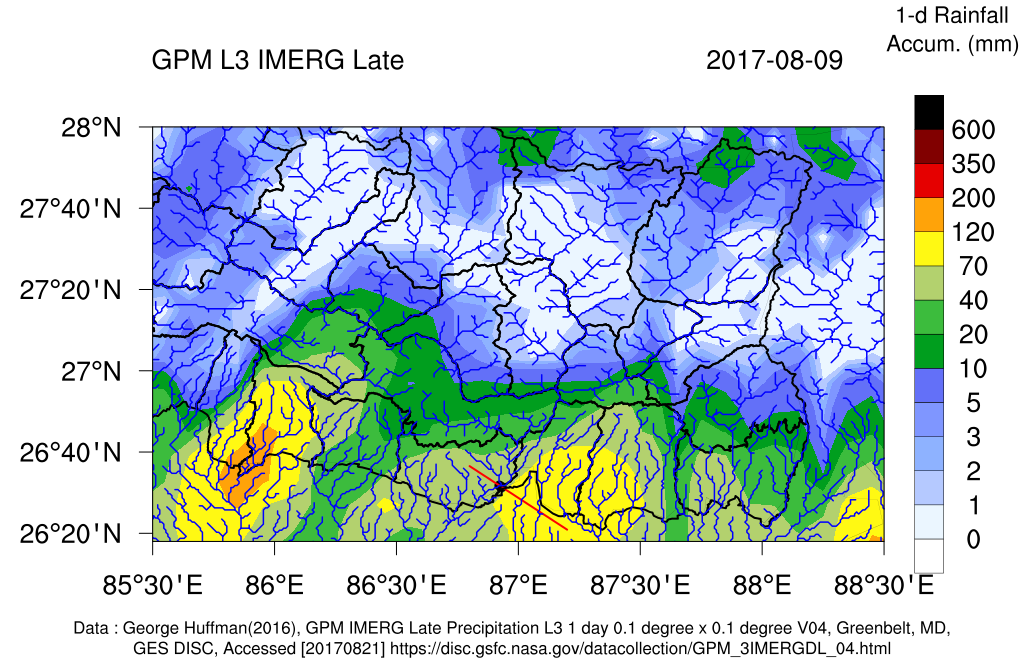 1-d Rainfall
Accum. (mm)
GPM L3 IMERG Late
2017-08-09
28°N
27°40'N
27°20'N
27°N
26°40'N
26°20'N
85°30'E
86°E
86°30'E
87°E
87°30'E
88°E
88°30'E
600
350
200
120
70
40
20
10
5
3
2
1
0
Data : George Huffman(2016), GPM IMERG Late Precipitation L3 1 day 0.1 degree x 0.1 degree V04, Greenbelt, MD,
GES DISC, Accessed [20170821] https://disc.gsfc.nasa.gov/datacollection/GPM_3IMERGDL_04.html